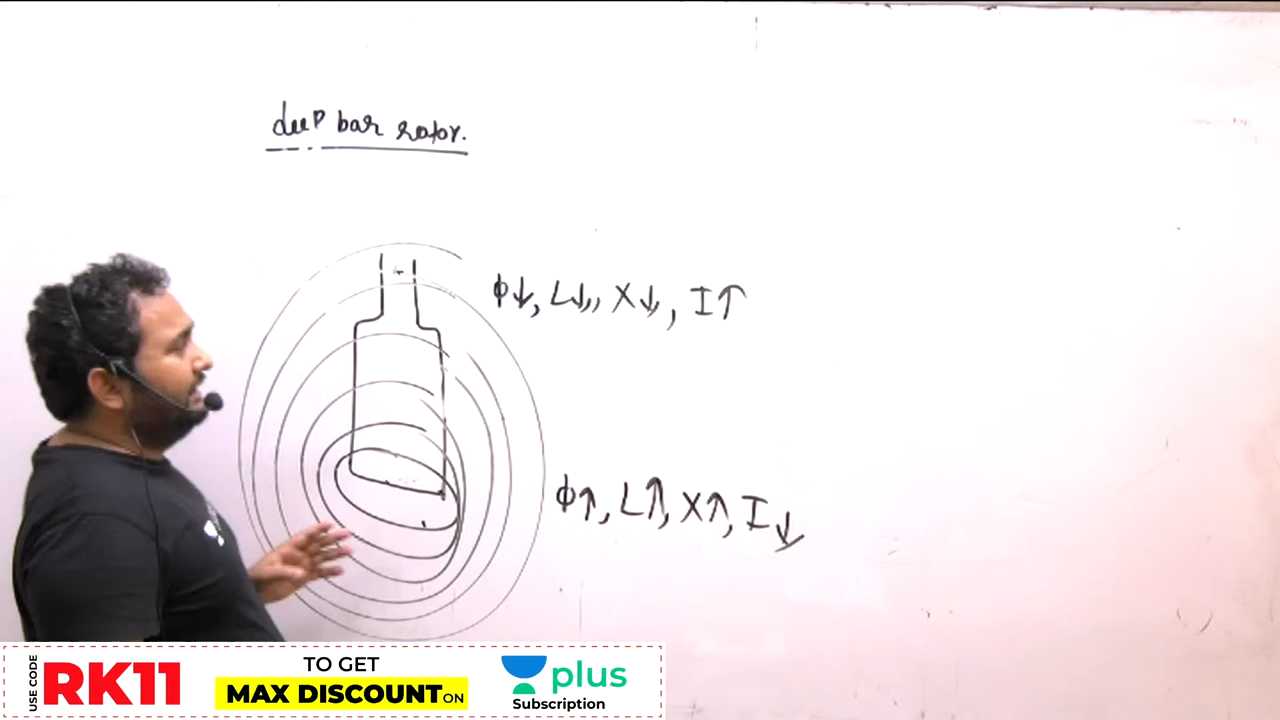 deep bar rotor.
ϕ↓, L↓, X↓, I↑
ϕ↑, L↑, X↑, I↓
USE CODE
RK11
TO GET
MAX DISCOUNT ON
plus
Subscription